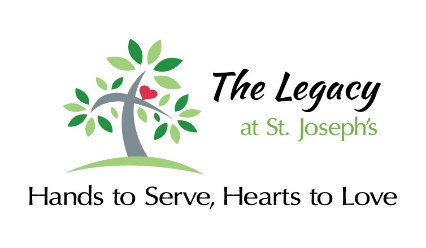 The Legacy
at St. Joseph's
Hands to Serve, Hearts to Love